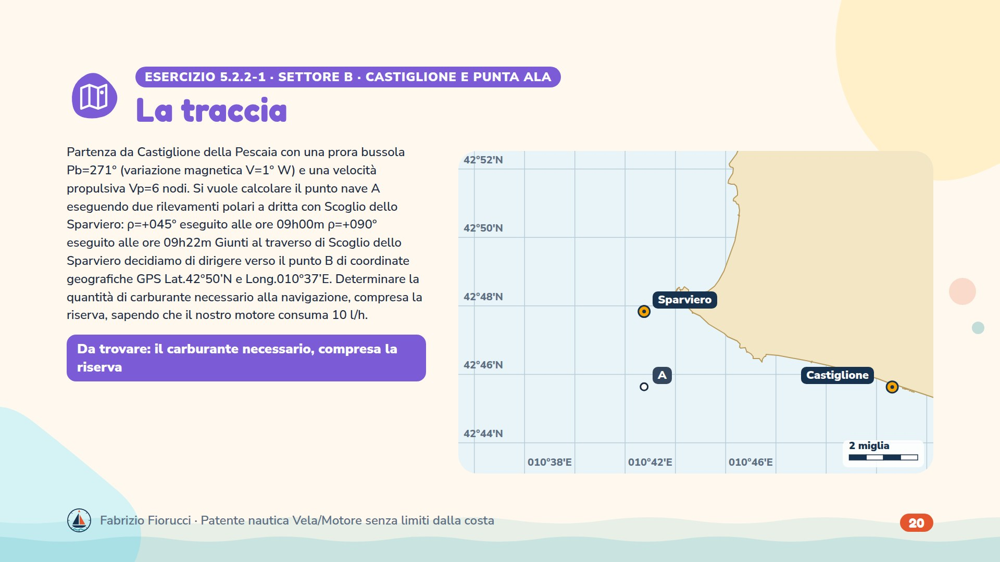 ESERCIZIO 5.2.2-1 · SETTORE B · CASTIGLIONE E PUNTA ALA
La traccia
Partenza da Castiglione della Pescaia con una prora bussola
Pb=271° (variazione magnetica V=1° W) e una velocità
propulsiva Vp=6 nodi. Si vuole calcolare il punto nave A
eseguendo due rilevamenti polari a dritta con Scoglio dello
Sparviero: ρ=+045° eseguito alle ore 09h00m ρ=+090°
eseguito alle ore 09h22m Giunti al traverso di Scoglio dello
Sparviero decidiamo di dirigere verso il punto B di coordinate
geografiche GPS Lat.42°50’N e Long.010°37’E. Determinare la
quantità di carburante necessario alla navigazione, compresa la
riserva, sapendo che il nostro motore consuma 10 l/h.
Da trovare: il carburante necessario, compresa la
riserva
42°52'N
42°50'N
42°48'N
Sparviero
42°46'N
A
Castiglione
42°44'N
2 miglia
010°38'E
010°42'E
010°46'E
Fabrizio Fiorucci · Patente nautica Vela/Motore senza limiti dalla costa
20